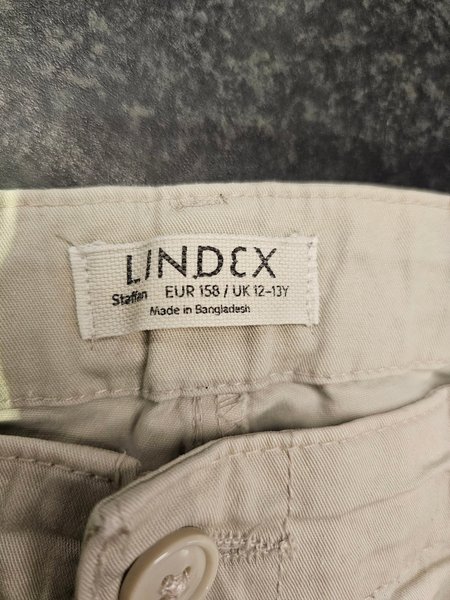 LINDEX
Staffan EUR 158 / UK 12-13Y
Made in Bangladesh